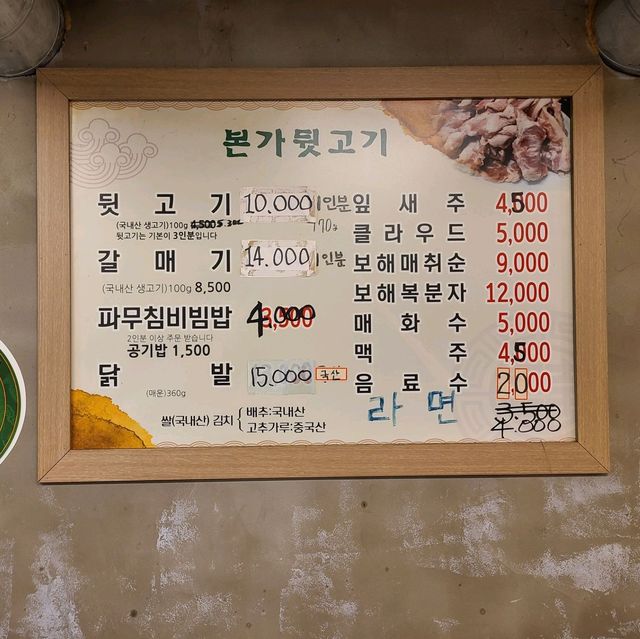 본가뒷고기
뒷고기 10.000 1인분
(국내산 생고기)100g
뒷고기는 기본이 3인분입니다
170g
갈매기 14.000 1인분
(국내산 생고기)100g 8,500
파무침비빔밥 4.000
2인분 이상 주문 받습니다
공기밥 1,500
닭발 15.000 국산
(매운)360g
쌀(국내산) 김치
배추:국내산
고추가루:중국산
잎새주 4,500
클라우드 5,000
보해매취순 9,000
보해복분자 12,000
매화수 5,000
맥주 4,500
음료수 2,000
라면 3.500
4.000